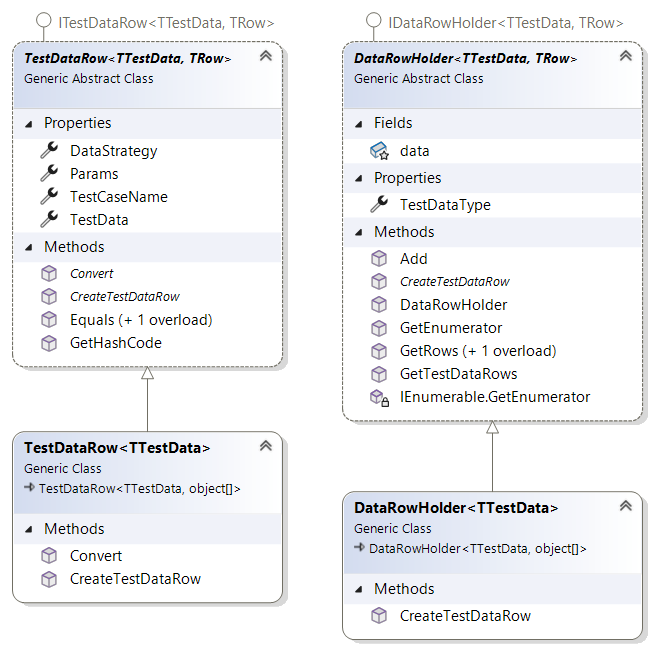 ITestDataRow<TTestData, TRow>
TestDataRow<TTestData, TRow>
Generic Abstract Class
Properties
DataStrategy
Params
TestCaseName
TestData
Methods
Convert
CreateTestDataRow
Equals (+ 1 overload)
GetHashCode
TestDataRow<TTestData>
Generic Class
TestDataRow<TTestData, object[]>
Methods
Convert
CreateTestDataRow
IDataRowHolder<TTestData, TRow>
DataRowHolder<TTestData, TRow>
Generic Abstract Class
Fields
data
Properties
TestDataType
Methods
Add
CreateTestDataRow
DataRowHolder
GetEnumerator
GetRows (+ 1 overload)
GetTestDataRows
IEnumerable.GetEnumerator
DataRowHolder<TTestData>
Generic Class
DataRowHolder<TTestData, object[]>
Methods
CreateTestDataRow